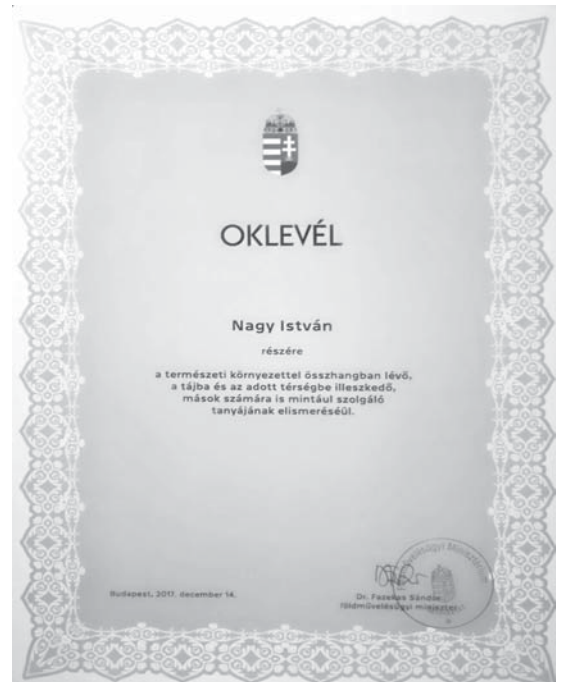 OKLEVÉL
Nagy István
részére
a természeti környezettel összhangban lévő,
a tájba és az adott térségbe illeszkedő,
mások számára is mintául szolgáló
tanyájának elismeréséül.
Budapest, 2017. december 14.
Dr. Fazekas Sándor
földművelésügyi miniszter